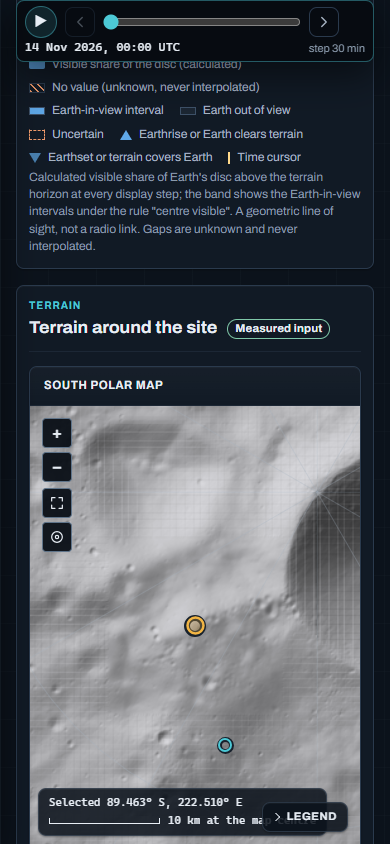 14 Nov 2026, 00:00 UTC
step 30 min
Visible share of the disc (calculated)
No value (unknown, never interpolated)
Earth-in-view interval
Earth out of view
Uncertain
Earthrise or Earth clears terrain
Earthset or terrain covers Earth
Time cursor
Calculated visible share of Earth's disc above the terrain
horizon at every display step; the band shows the Earth-in-view
intervals under the rule "centre visible". A geometric line of
sight, not a radio link. Gaps are unknown and never
interpolated.
TERRAIN
Terrain around the site
Measured input
SOUTH POLAR MAP
+
−
Selected 89.463° S, 222.510° E
10 km at the map
LEGEND